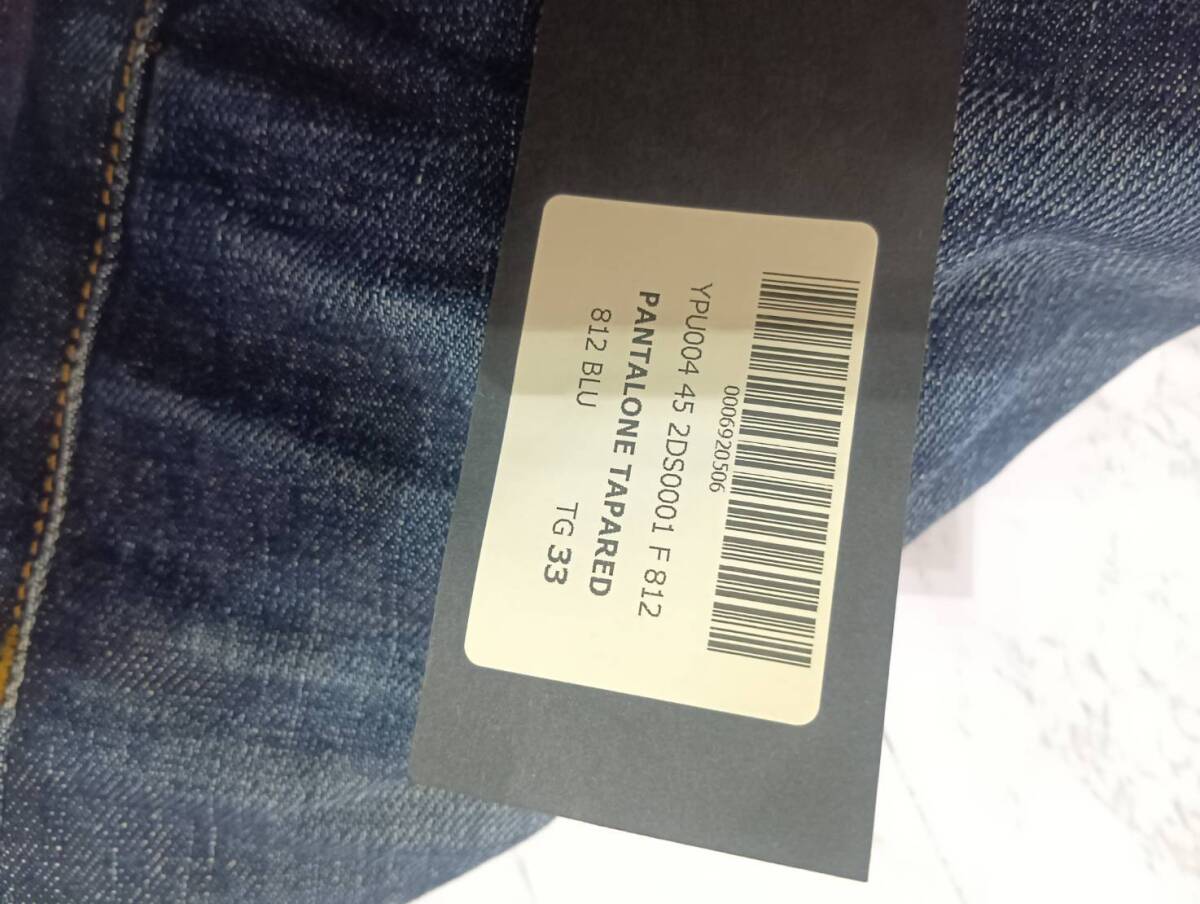 0006920506
YPU004 45 2DS0001 F 812
PANTALONE TAPARED
812 BLU
TG 33